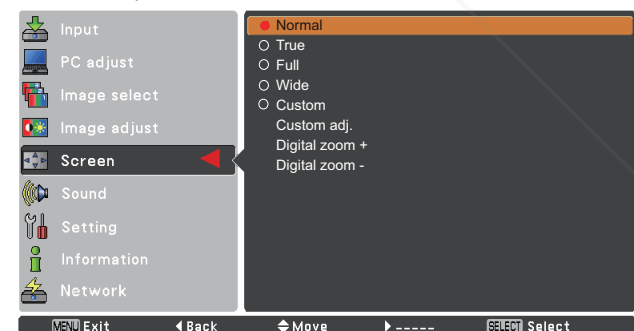 Input
PC adjust
Image select
Image adjust
Screen
Sound
Setting
Information
Network
Normal
True
Full
Wide
Custom
Custom adj.
Digital zoom +
Digital zoom -
MENU Exit ◀Back ◆Move ▶----- SELECT Select